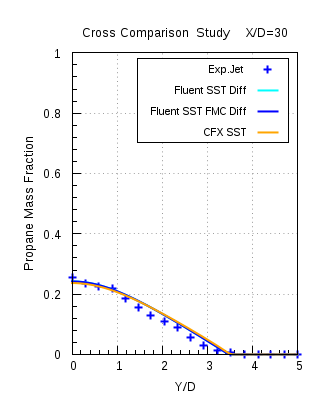 Cross Comparison Study X/D=30
Exp.Jet
Fluent SST Diff
Fluent SST FMC Diff
CFX SST
Propane Mass Fraction
1
0.8
0.6
0.4
0.2
0
0 1 2 3 4 5
Y/D